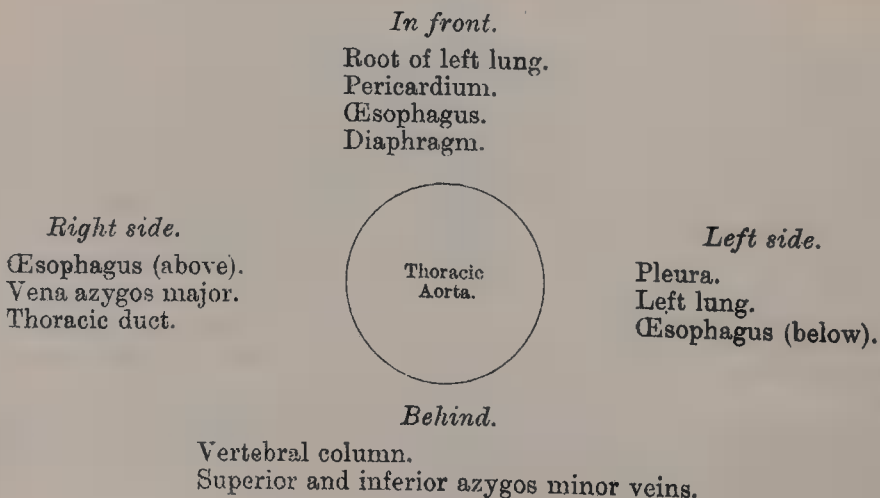 In front.
Root of left lung.
Pericardium.
Œsophagus.
Diaphragm.
Right side.
Œsophagus (above).
Vena azygos major.
Thoracic duct.
Thoracic
Aorta.
Left side.
Pleura.
Left lung.
Œsophagus (below).
Behind.
Vertebral column.
Superior and inferior azygos minor veins.